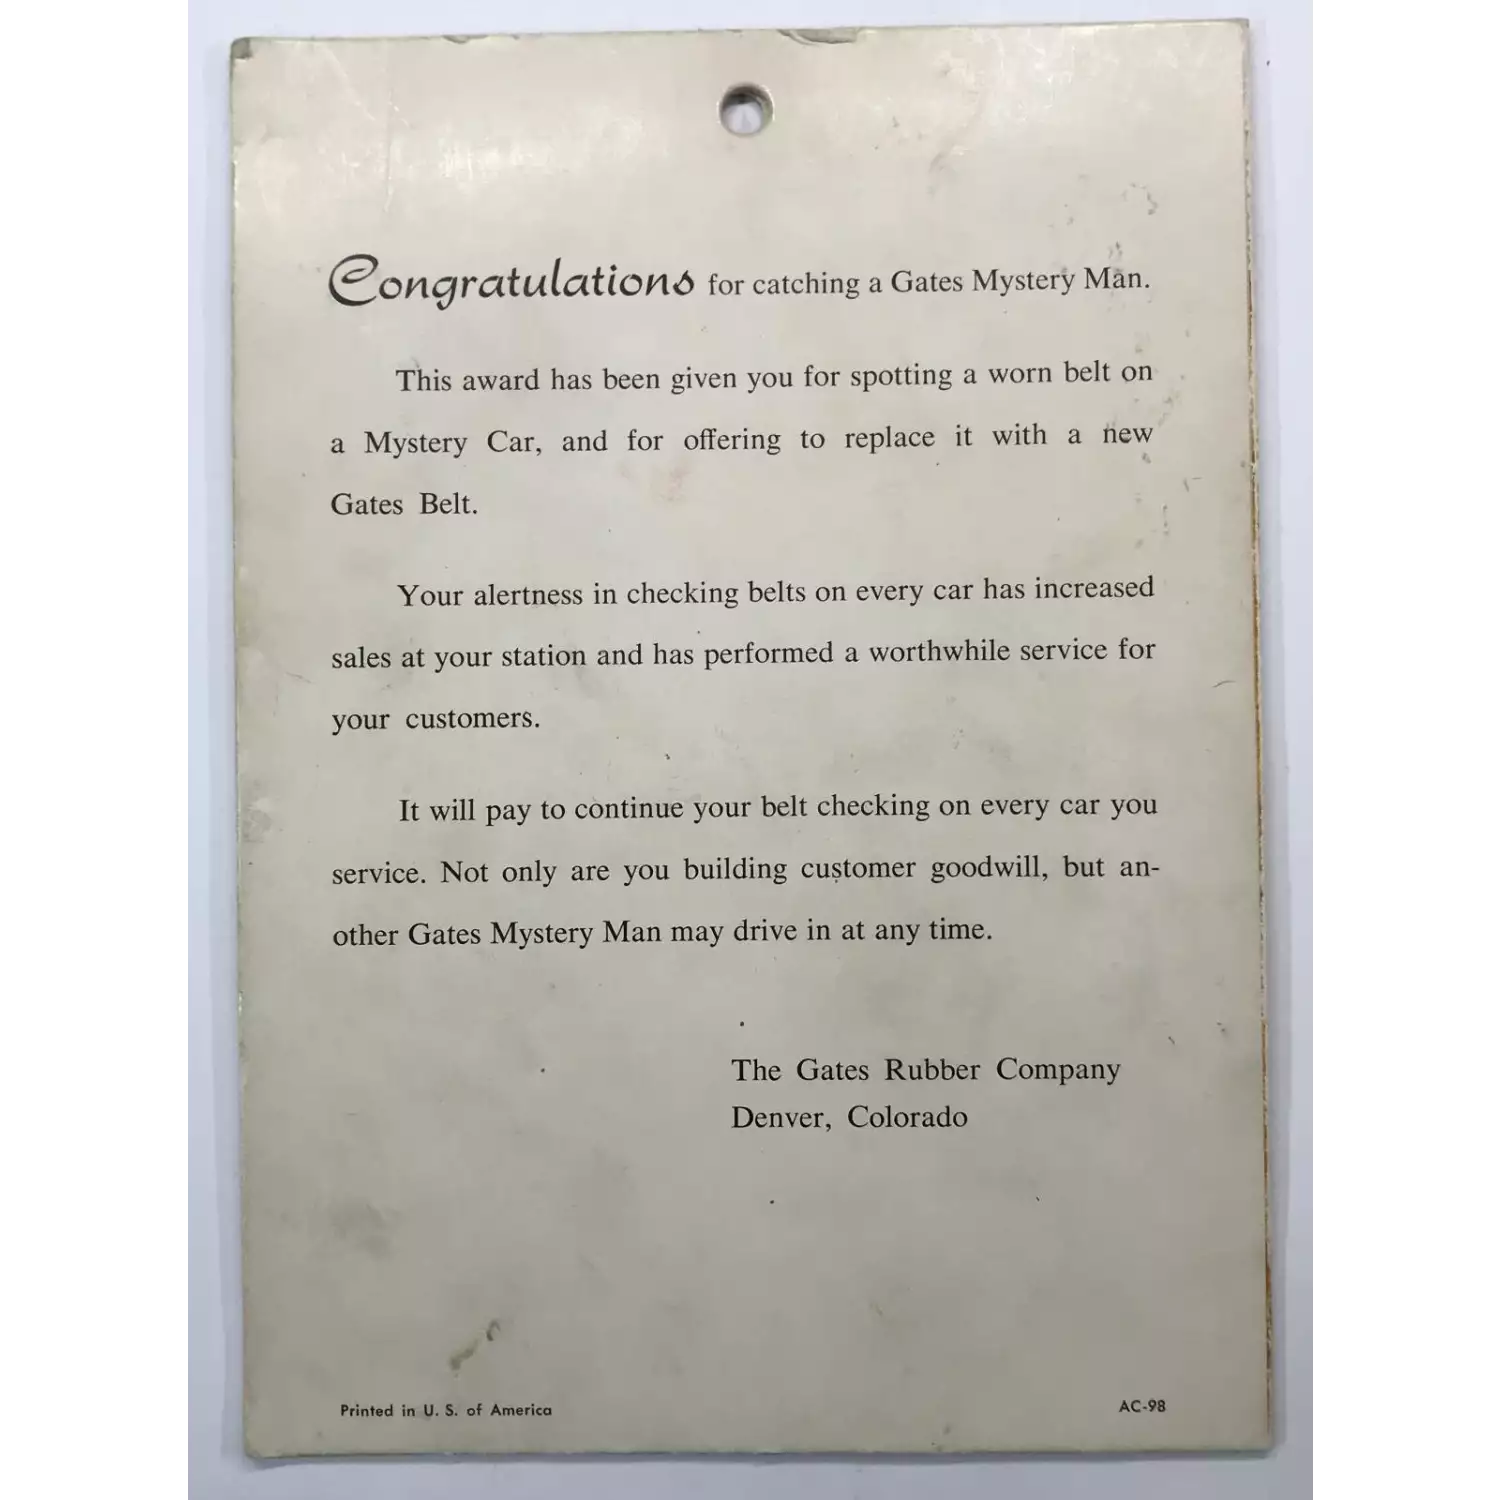 Congratulations for catching a Gates Mystery Man.
This award has been given you for spotting a worn belt on
a Mystery Car, and for offering to replace it with a new
Gates Belt.
Your alertness in checking belts on every car has increased
sales at your station and has performed a worthwhile service for
your customers.
It will pay to continue your belt checking on every car you
service. Not only are you building customer goodwill, but an-
other Gates Mystery Man may drive in at any time.
The Gates Rubber Company
Denver, Colorado
Printed in U. S. of America
AC-98